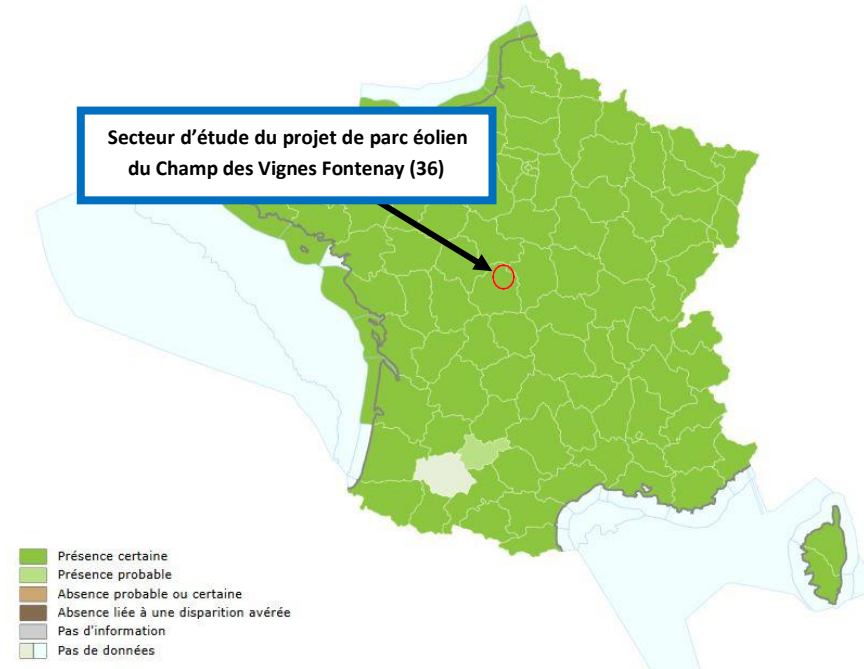 Secteur d'étude du projet de parc éolien
du Champ des Vignes Fontenay (36)
Présence certaine
Présence probable
Absence probable ou certaine
Absence liée à une disparition avérée
Pas d'information
Pas de données